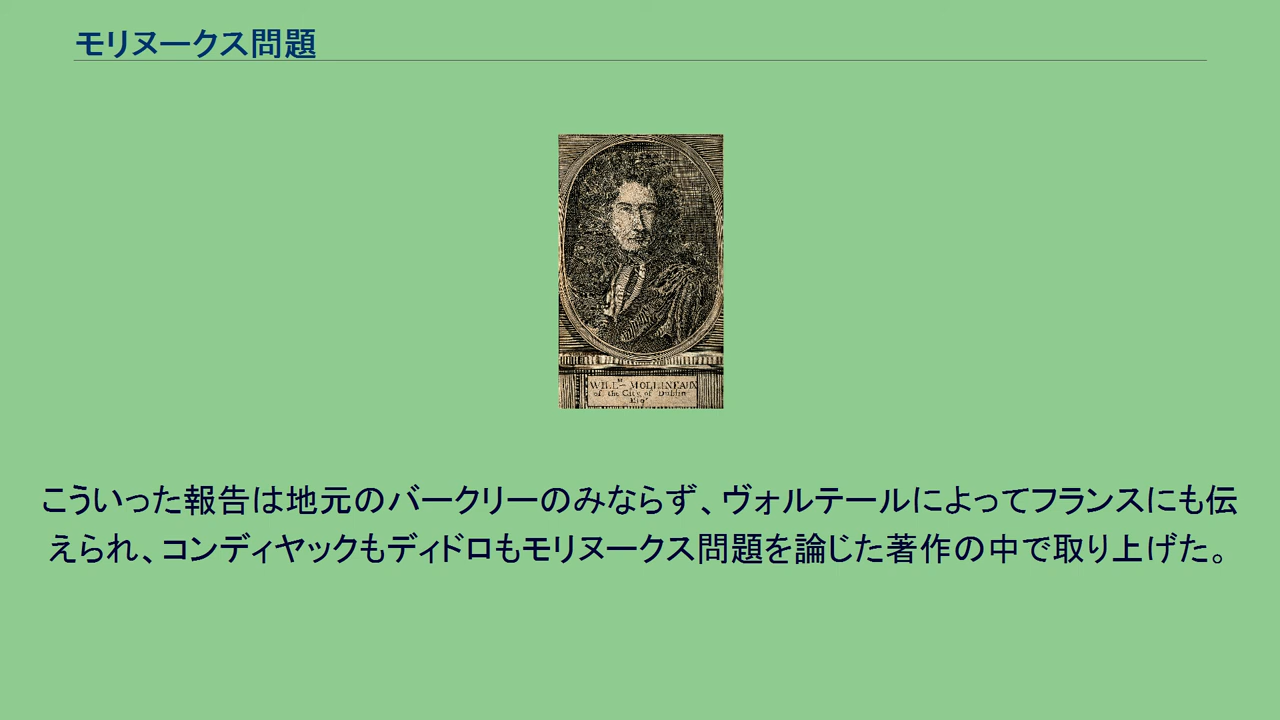 モリヌークス問題
WILLM MOLLINEAUX
of the City of Dublin
Esqr
こういった報告は地元のバークリーのみならず、ヴォルテールによってフランスにも伝
えられ、コンディヤックもディドロもモリヌークス問題を論じた著作の中で取り上げた。